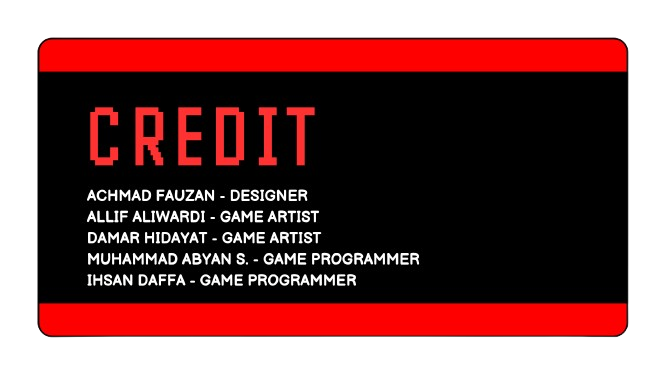 CREDIT
ACHMAD FAUZAN - DESIGNER
ALLIF ALIWARDI - GAME ARTIST
DAMAR HIDAYAT - GAME ARTIST
MUHAMMAD ABYAN S. - GAME PROGRAMMER
IHSAN DAFFA - GAME PROGRAMMER